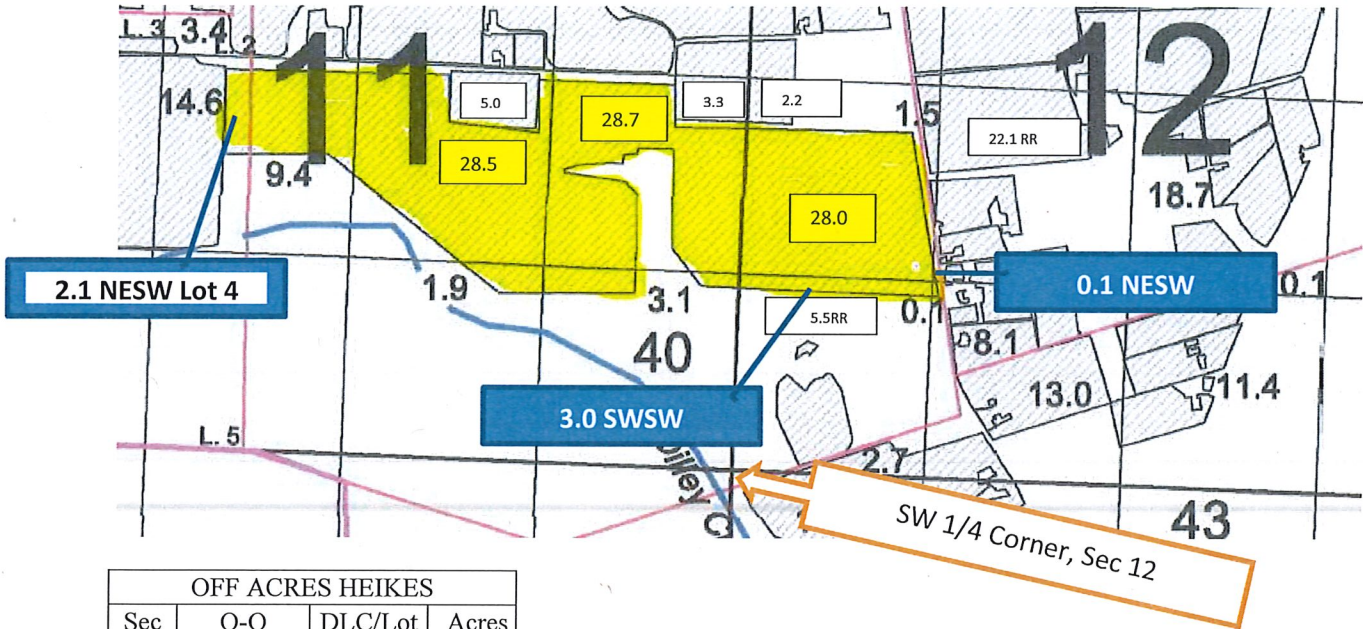 L. 3 3.4 L. 2
11
12
14.6
5.0
28.7
3.3
2.2
1.5
22.1 RR
28.5
9.4
28.0
18.7
2.1 NESW Lot 4
1.9
3.1
0.1 NESW
0.1
5.5RR
40
8.1
3.0 SWSW
13.0
11.4
L. 5
2.7
SW 1/4 Corner, Sec 12
43
OFF ACRES HEIKES
Sec Q-Q DLC/Lot Acres